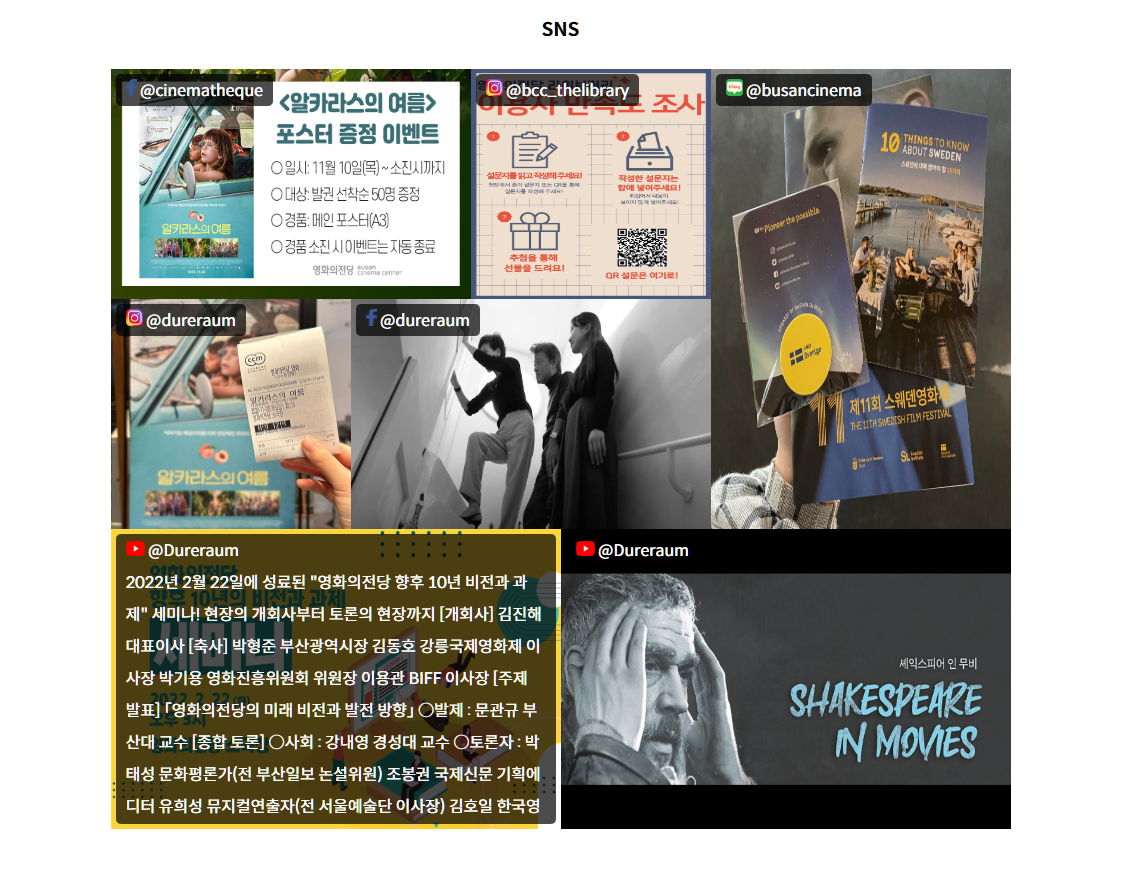 SNS
@cinematheque
<알카라스의 여름>
포스터 증정 이벤트
○ 일시: 11월 10일(목) ~ 소진시까지
○ 대상: 발권 선착순 50명 증정
○ 경품: 메인 포스터(A3)
○ 경품 소진 시 이벤트는 자동 종료
영화의전당 BUSAN cinema center
알카라스의 여름
@bcc_thelibrary
이용자 만족도 조사
1
설문지를 읽고 작성해 주세요!
2
작성한 설문지는
함에 넣어주세요!
3
추첨을 통해
선물을 드려요!
QR 설문은 여기로!
@busancinema
10 THINGS TO KNOW
ABOUT SWEDEN
Pioneer the possible
Sverige
11 제11회 스웨덴영화제
THE 11TH SWEDISH FILM FESTIVAL
@dureraum
ccm
알카라스의 여름
알카라스의 여름
@dureraum
@Dureraum
2022년 2월 22일에 성료된 "영화의전당 향후 10년 비전과 과
제" 세미나! 현장의 개회사부터 토론의 현장까지 [개회사] 김진해
대표이사 [축사] 박형준 부산광역시장 김동호 강릉국제영화제 이
사장 박기용 영화진흥위원회 위원장 이용관 BIFF 이사장 [주제
발표] 「영화의전당의 미래 비전과 발전 방향」 ○발제 : 문관규 부
산대 교수 [종합 토론] ○사회 : 강내영 경성대 교수 ○토론자 : 박
태성 문화평론가(전 부산일보 논설위원) 조봉권 국제신문 기획에
디터 유희성 뮤지컬연출자(전 서울예술단 이사장) 김호일 한국영
@Dureraum
셰익스피어 인 무비
SHAKESPEARE
IN MOVIES